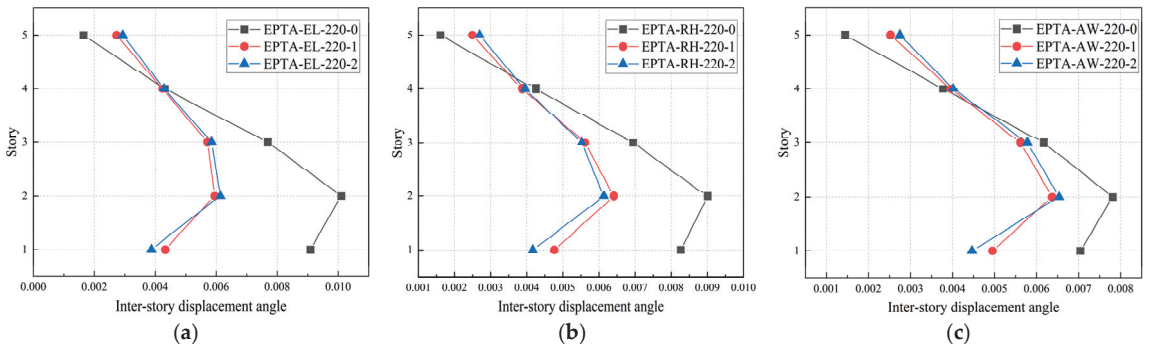 EPTA-EL-220-0
EPTA-EL-220-1
EPTA-EL-220-2
Story
5
4
3
2
1
0.000 0.002 0.004 0.006 0.008 0.010
Inter-story displacement angle
(a)
EPTA-RH-220-0
EPTA-RH-220-1
EPTA-RH-220-2
Story
5
4
3
2
1
0.001 0.002 0.003 0.004 0.005 0.006 0.007 0.008 0.009 0.010
Inter-story displacement angle
(b)
EPTA-AW-220-0
EPTA-AW-220-1
EPTA-AW-220-2
Story
5
4
3
2
1
0.001 0.002 0.003 0.004 0.005 0.006 0.007 0.008
Inter-story displacement angle
(c)